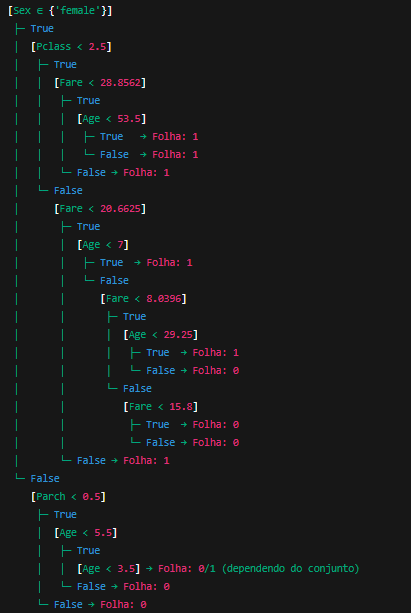 [Sex ∈ {'female'}]
├─ True
│  [Pclass < 2.5]
│  ├─ True
│  │  [Fare < 28.8562]
│  │  ├─ True
│  │  │  [Age < 53.5]
│  │  │  ├─ True  → Folha: 1
│  │  │  └─ False  → Folha: 1
│  │  └─ False → Folha: 1
│  └─ False
│     [Fare < 20.6625]
│     ├─ True
│     │  [Age < 7]
│     │  ├─ True  → Folha: 1
│     │  └─ False
│     │     [Fare < 8.0396]
│     │      ├─ True
│     │      │  [Age < 29.25]
│     │      │  ├─ True  → Folha: 1
│     │      │  └─ False → Folha: 0
│     │      └─ False
│     │         [Fare < 15.8]
│     │         ├─ True  → Folha: 0
│     │         └─ False → Folha: 0
│     └─ False → Folha: 1
└─ False
   [Parch < 0.5]
   ├─ True
   │  [Age < 5.5]
   │  ├─ True
   │  │  [Age < 3.5] → Folha: 0/1 (dependendo do conjunto)
   │  └─ False → Folha: 0
   └─ False → Folha: 0